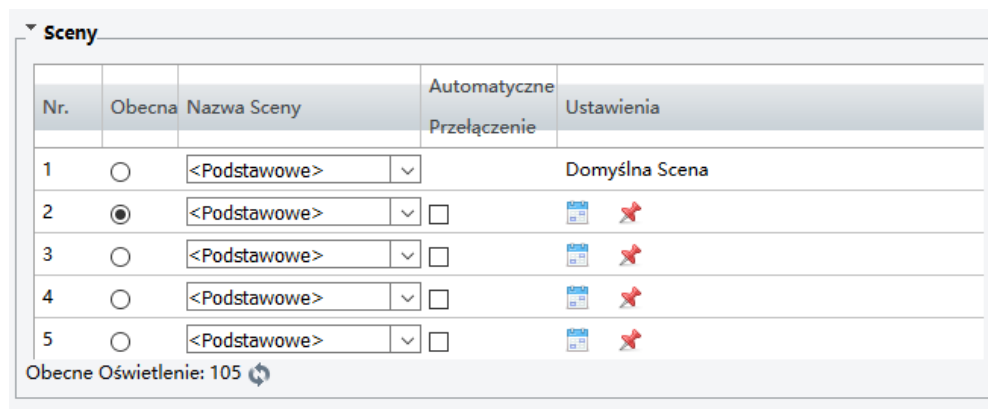 Sceny
Nr. Obecna Nazwa Sceny Automatyczne Przełączenie Ustawienia
1 <Podstawowe> Domyślna Scena
2 <Podstawowe>
3 <Podstawowe>
4 <Podstawowe>
5 <Podstawowe>
Obecne Oświetlenie: 105